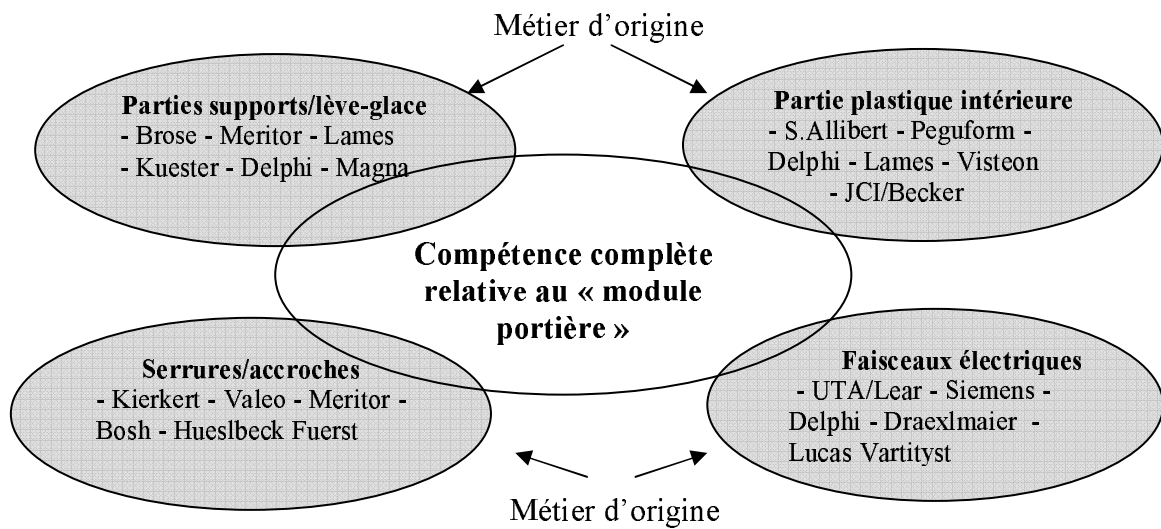 Métier d'origine
Parties supports/lève-glace
- Brose - Meritor - Lames
- Kuester - Delphi - Magna
Partie plastique intérieure
- S.Allibert - Peguform -
Delphi - Lames - Visteon
- JCI/Becker
Compétence complète
relative au « module
portière »
Serrures/accroches
- Kierkert - Valeo - Meritor -
Bosh - Hueslbeck Fuerst
Faisceaux électriques
- UTA/Lear - Siemens -
Delphi - Draexlmaier -
Lucas Vartityst
Métier d'origine